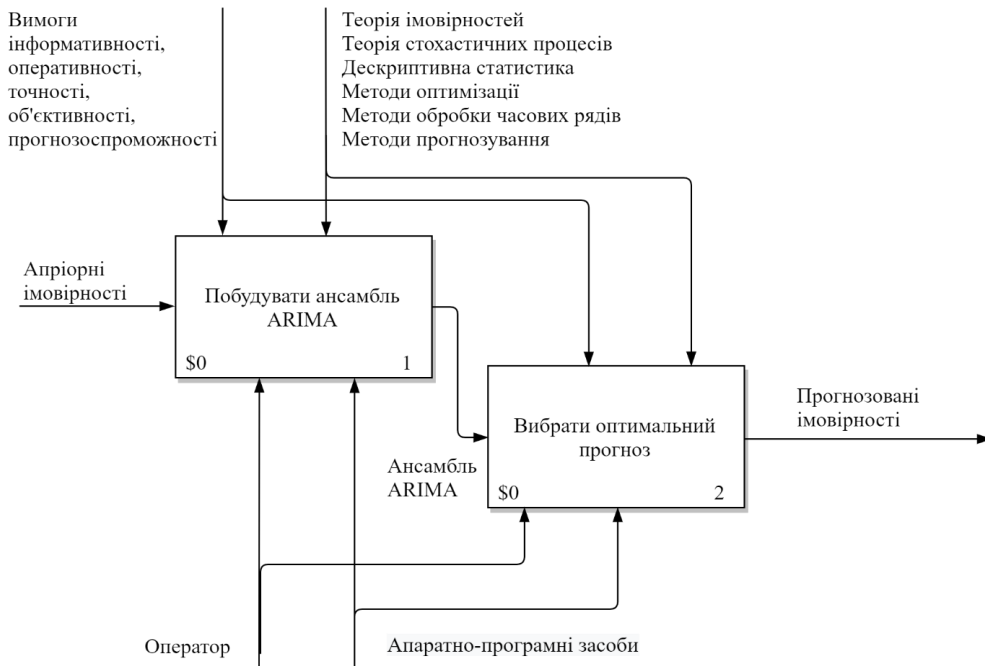 Вимоги
інформативності,
оперативності,
точності,
об'єктивності,
прогнозоспроможності
Теорія імовірностей
Теорія стохастичних процесів
Дескриптивна статистика
Методи оптимізації
Методи обробки часових рядів
Методи прогнозування
Апріорні
імовірності
Побудувати ансамбль
ARIMA
$0 1
Ансамбль
ARIMA
Вибрати оптимальний
прогноз
$0 2
Прогнозовані
імовірності
Оператор
Апаратно-програмні засоби